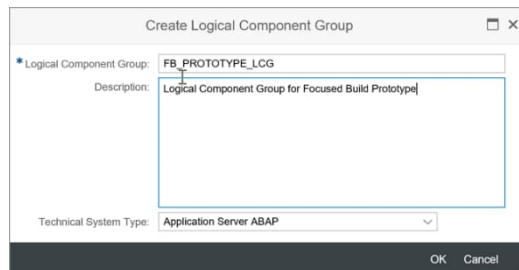 Create Logical Component Group
*Logical Component Group: FB_PROTOTYPE_LCG
Description: Logical Component Group for Focused Build Prototype
Technical System Type: Application Server ABAP
OK Cancel